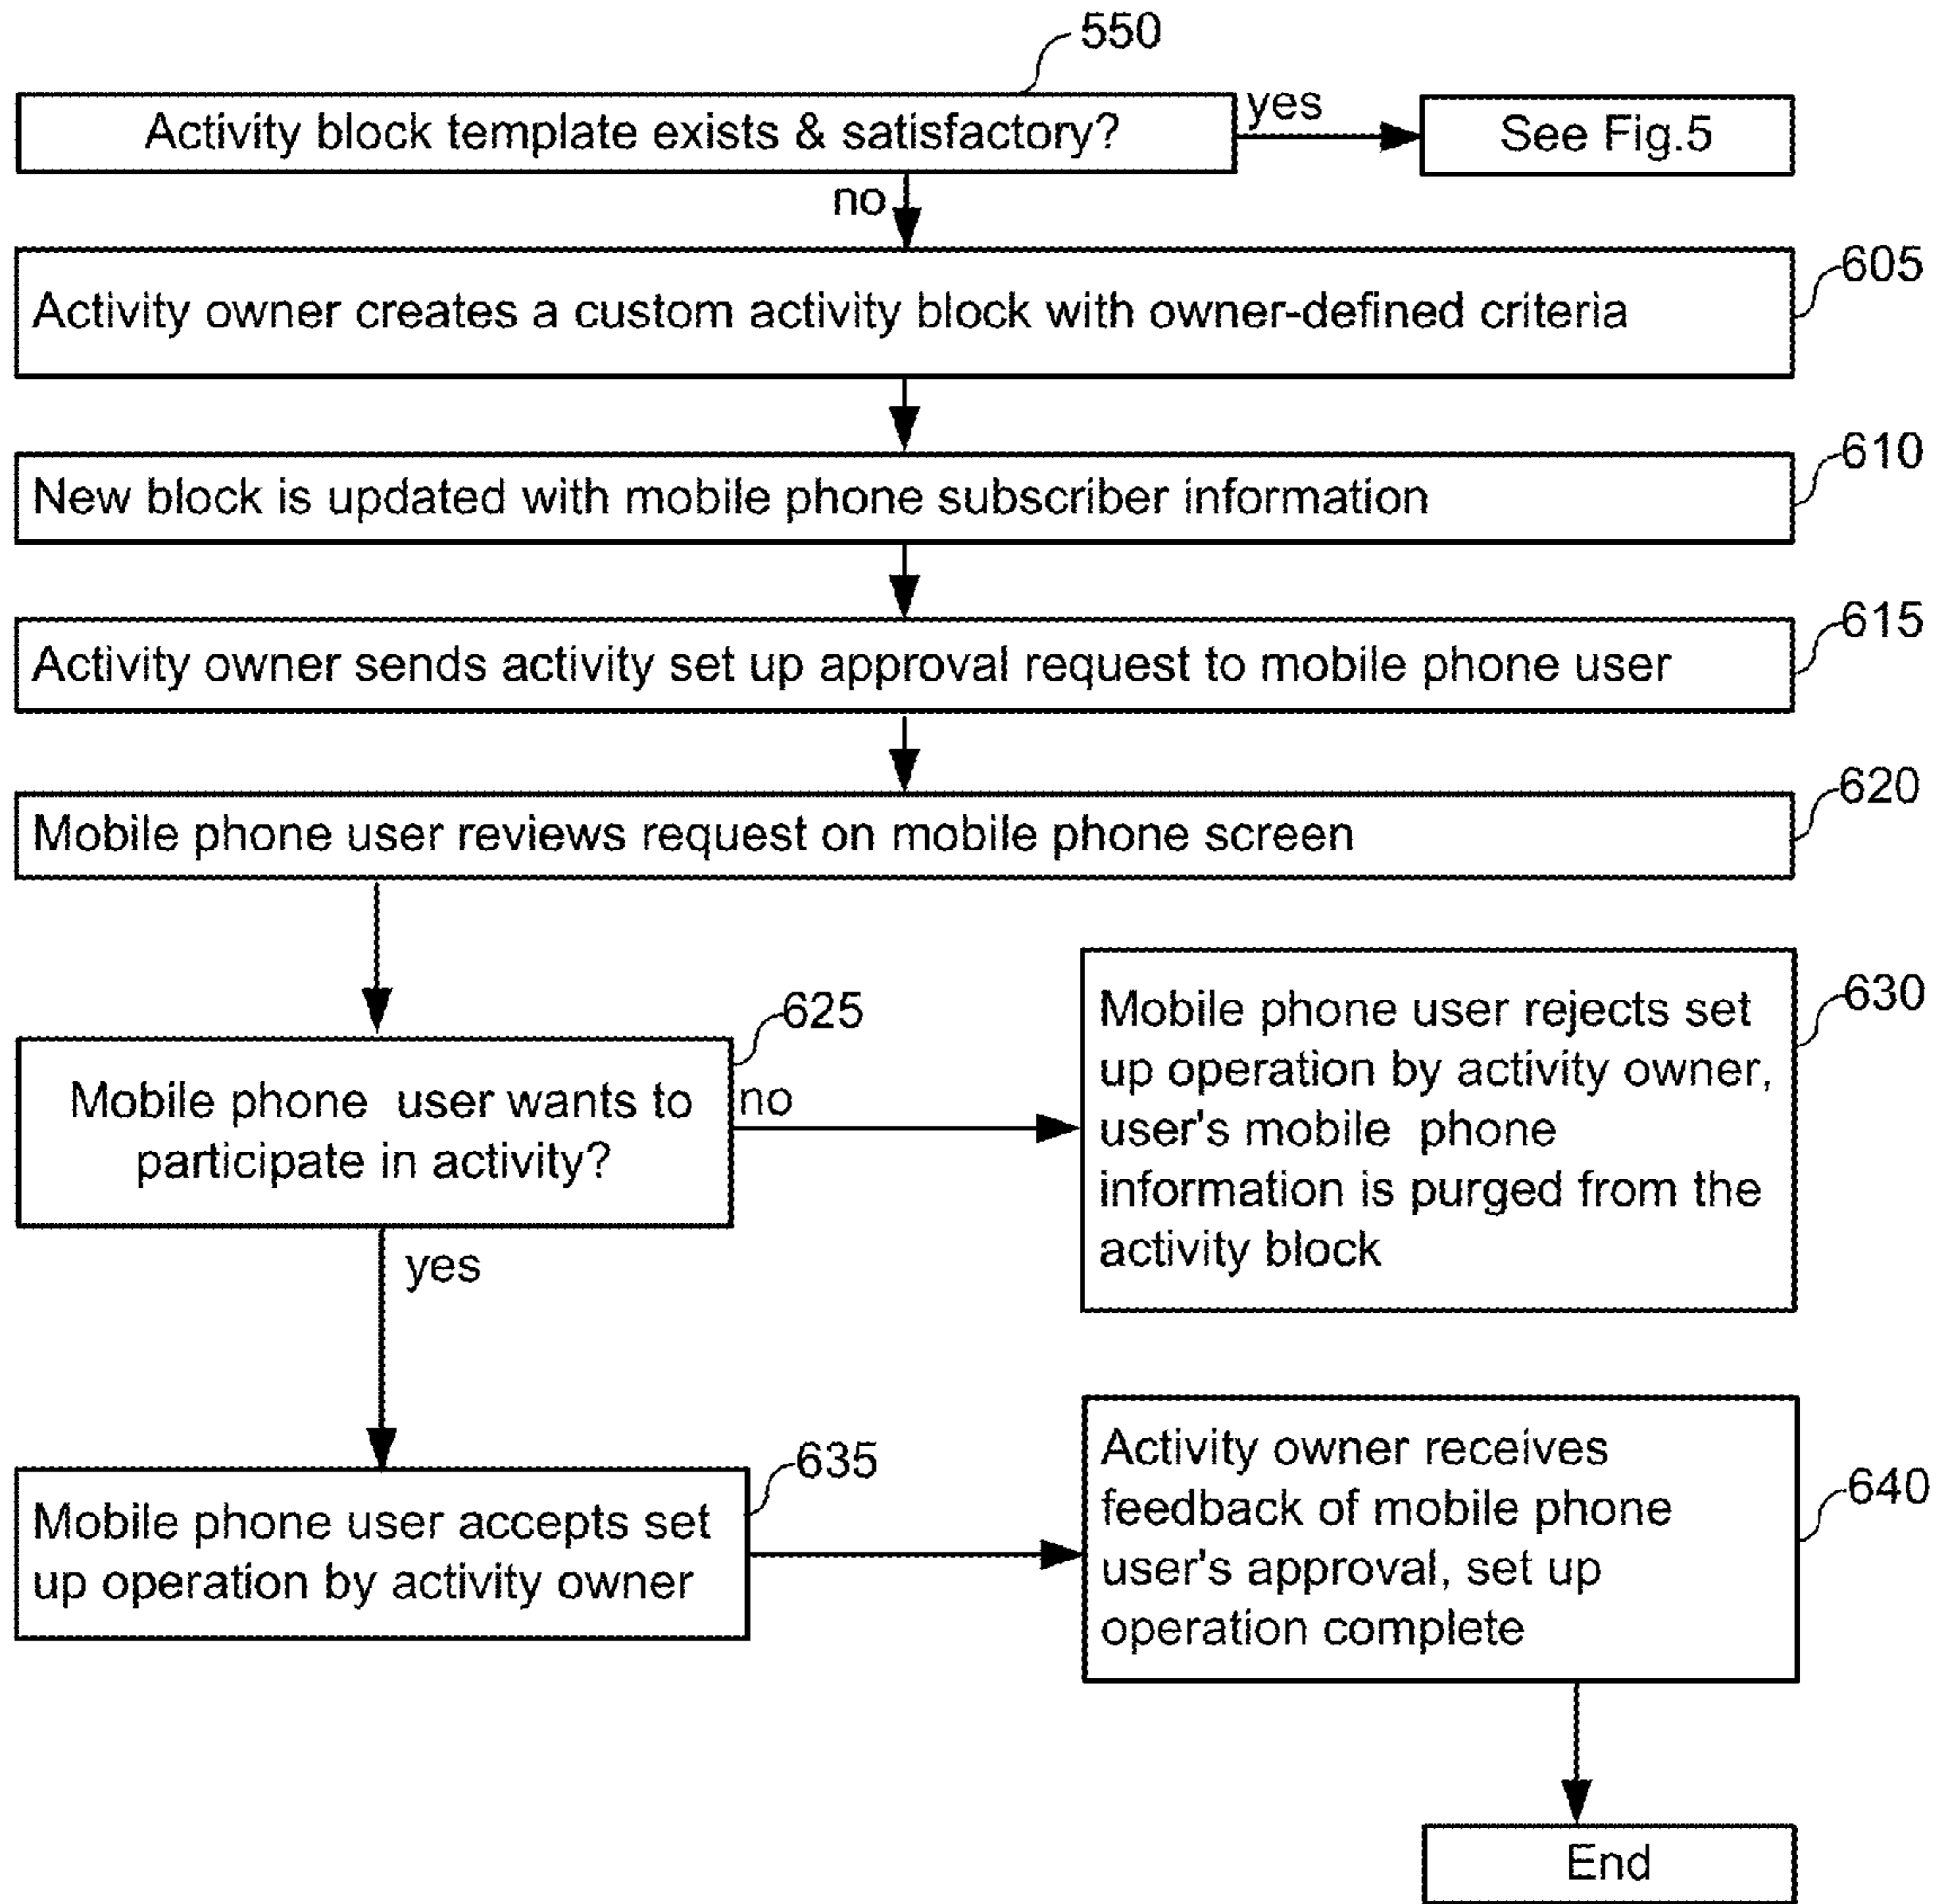 550
Activity block template exists & satisfactory?
yes
See Fig.5
no
605
Activity owner creates a custom activity block with owner-defined criteria
610
New block is updated with mobile phone subscriber information
615
Activity owner sends activity set up approval request to mobile phone user
620
Mobile phone user reviews request on mobile phone screen
625
Mobile phone user wants to
participate in activity?
no
630
Mobile phone user rejects set
up operation by activity owner,
user's mobile phone
information is purged from the
activity block
yes
635
Mobile phone user accepts set
up operation by activity owner
640
Activity owner receives
feedback of mobile phone
user's approval, set up
operation complete
End